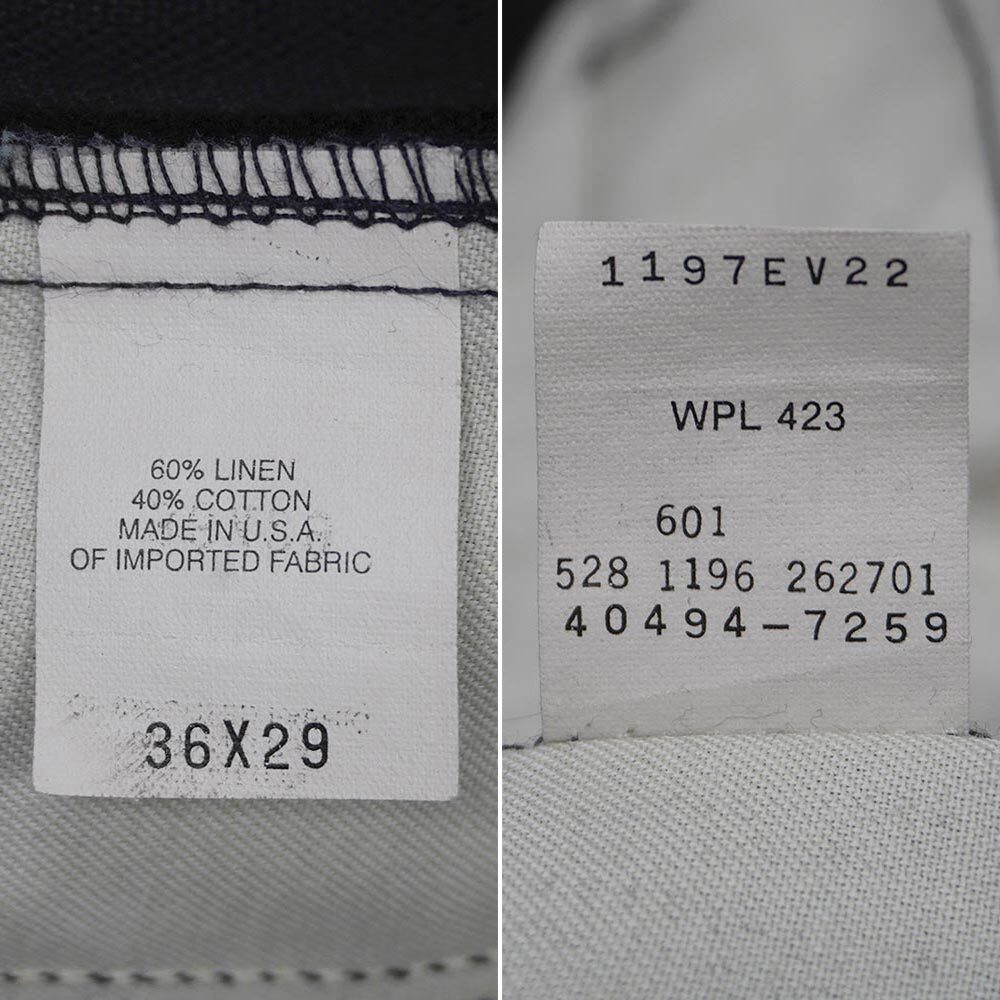 60% LINEN
40% COTTON
MADE IN U.S.A.
OF IMPORTED FABRIC
36X29
1197EV22
WPL 423
601
528 1196 262701
40494-7259